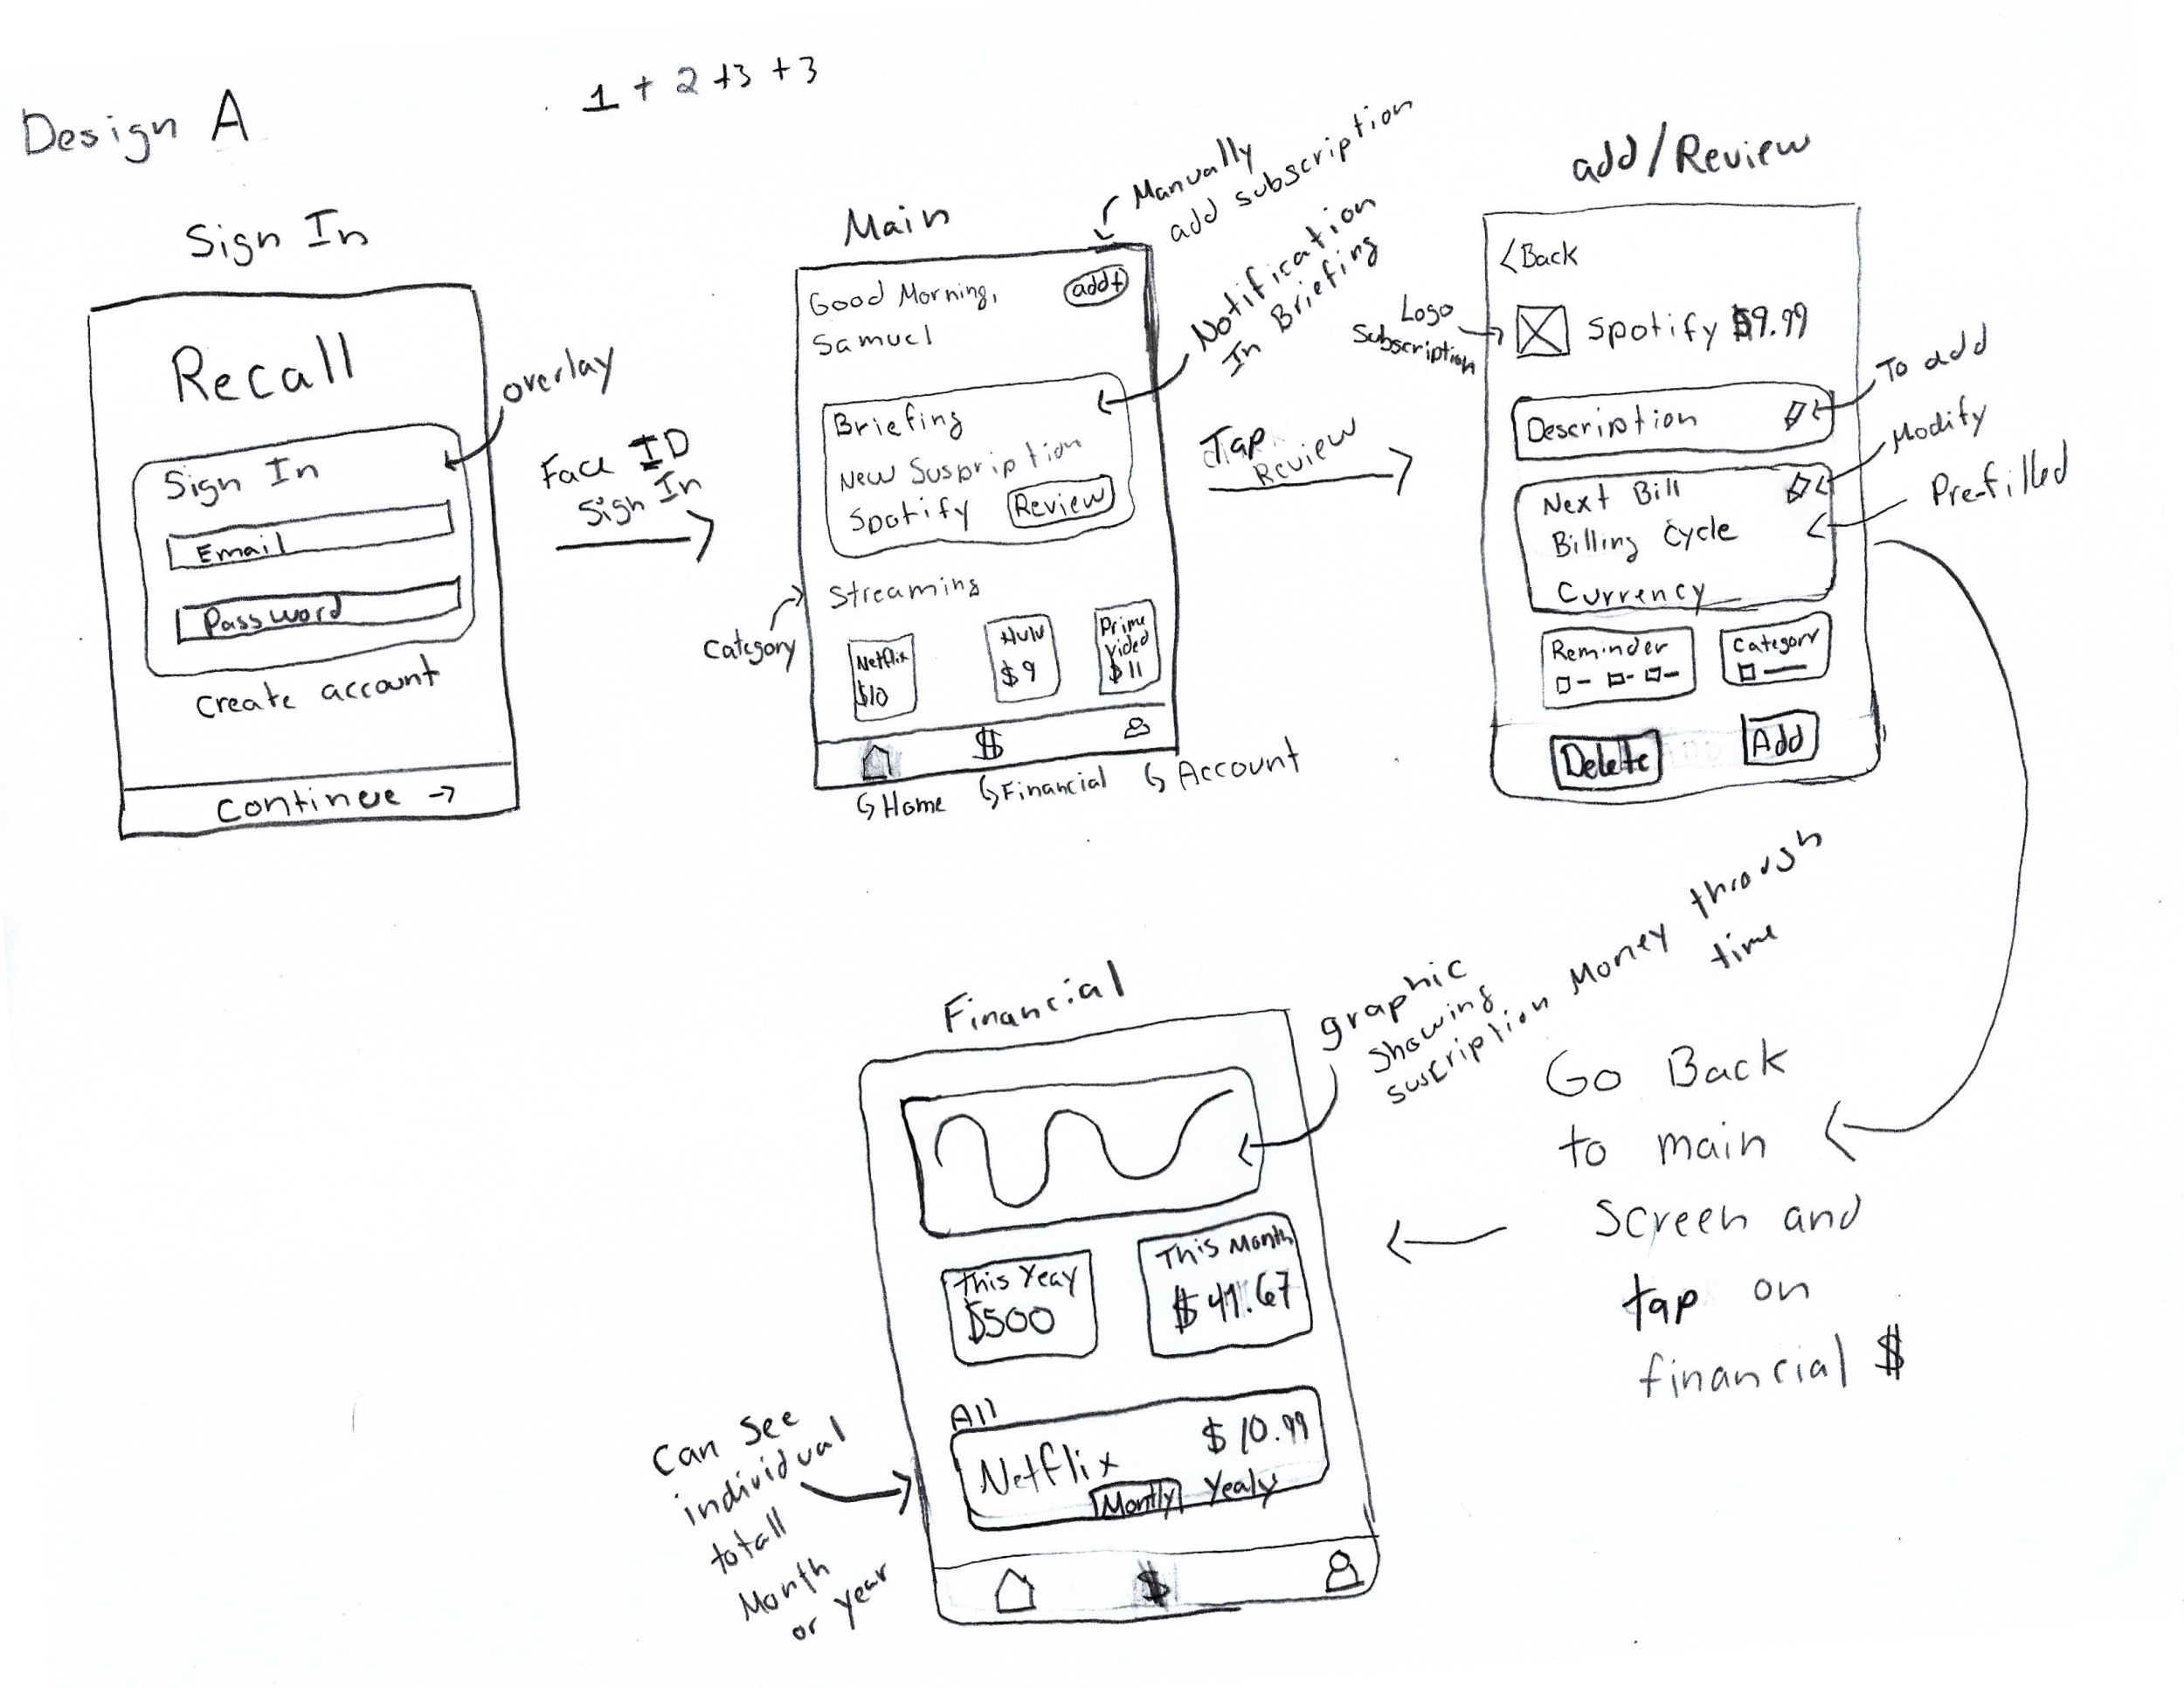 Design A
1 + 2 +3 +3
Sign In
Recall
Sign In
Email
Password
Create account
Continue →
overlay
Face ID
Sign In
Main
Manually
add subscription
Good Morning,
Samuel
add+
Notification
In Briefing
Briefing
New Suspription
Spotify
Review
Category
Streaming
Netflix
$10
Hulu
$9
Prime
Video
$11
$
Home
Financial
Account
Tap
Review
add/Review
<Back
Logo
Subscription
Spotify $9.99
Description
To add
Modify
Next Bill
Billing Cycle
Currency
Pre-filled
Reminder
Category
Delete
Add
Go Back
to main
Screen and
tap on
financial $
Financial
graphic
showing
suscription Money through
time
This Year
$500
This Month
$41.67
All
Netflix
$10.99
Montly
Yealy
Can see
individual
totall
Month
or year
$